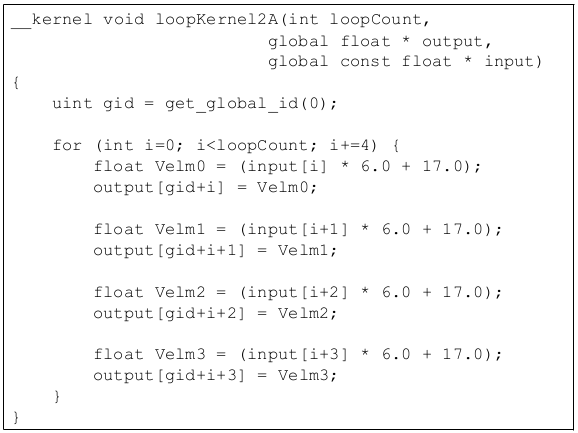 __kernel void loopKernel2A(int loopCount,
                           global float * output,
                           global const float * input)
{
    uint gid = get_global_id(0);

    for (int i=0; i<loopCount; i+=4) {
        float Velm0 = (input[i] * 6.0 + 17.0);
        output[gid+i] = Velm0;

        float Velm1 = (input[i+1] * 6.0 + 17.0);
        output[gid+i+1] = Velm1;

        float Velm2 = (input[i+2] * 6.0 + 17.0);
        output[gid+i+2] = Velm2;

        float Velm3 = (input[i+3] * 6.0 + 17.0);
        output[gid+i+3] = Velm3;
    }
}